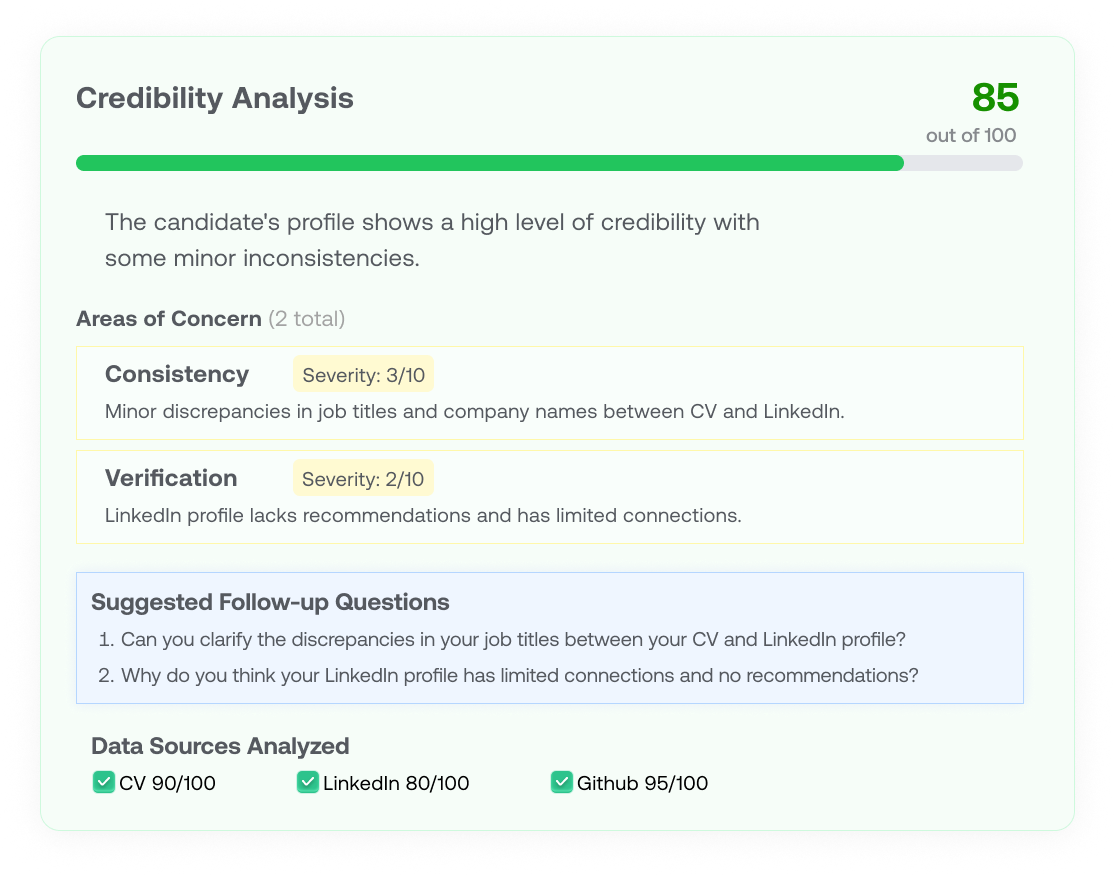 Credibility Analysis
85
out of 100
The candidate's profile shows a high level of credibility with
some minor inconsistencies.
Areas of Concern (2 total)
Consistency Severity: 3/10
Minor discrepancies in job titles and company names between CV and LinkedIn.
Verification Severity: 2/10
LinkedIn profile lacks recommendations and has limited connections.
Suggested Follow-up Questions
1. Can you clarify the discrepancies in your job titles between your CV and LinkedIn profile?
2. Why do you think your LinkedIn profile has limited connections and no recommendations?
Data Sources Analyzed
CV 90/100 LinkedIn 80/100 Github 95/100